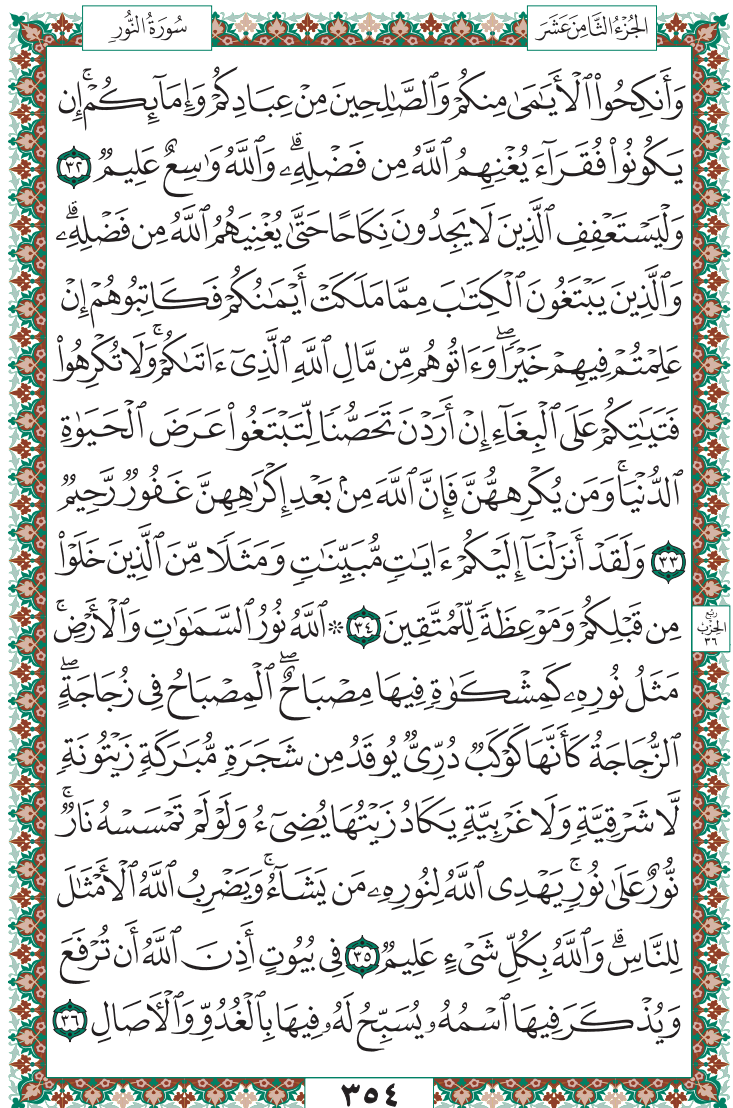 سُورَةُ النُّورِ
الجُزْءُ الثَّامِنَ عَشَرَ
وَأَنكِحُوا۟ ٱلْأَيَـٰمَىٰ مِنكُمْ وَٱلصَّـٰلِحِينَ مِنْ عِبَادِكُمْ وَإِمَآئِكُمْ ۚ إِن
يَكُونُوا۟ فُقَرَآءَ يُغْنِهِمُ ٱللَّهُ مِن فَضْلِهِۦ ۗ وَٱللَّهُ وَٰسِعٌ عَلِيمٌ ٣٢
وَلْيَسْتَعْفِفِ ٱلَّذِينَ لَا يَجِدُونَ نِكَاحًا حَتَّىٰ يُغْنِيَهُمُ ٱللَّهُ مِن فَضْلِهِۦ ۗ
وَٱلَّذِينَ يَبْتَغُونَ ٱلْكِتَـٰبَ مِمَّا مَلَكَتْ أَيْمَـٰنُكُمْ فَكَاتِبُوهُمْ إِنْ
عَلِمْتُمْ فِيهِمْ خَيْرًا ۖ وَءَاتُوهُم مِّن مَّالِ ٱللَّهِ ٱلَّذِىٓ ءَاتَىٰكُمْ ۚ وَلَا تُكْرِهُوا۟
فَتَيَـٰتِكُمْ عَلَى ٱلْبِغَآءِ إِنْ أَرَدْنَ تَحَصُّنًا لِّتَبْتَغُوا۟ عَرَضَ ٱلْحَيَوٰةِ
ٱلدُّنْيَا ۚ وَمَن يُكْرِههُّنَّ فَإِنَّ ٱللَّهَ مِنۢ بَعْدِ إِكْرَٰهِهِنَّ غَفُورٌ رَّحِيمٌ
٣٣ وَلَقَدْ أَنزَلْنَآ إِلَيْكُمْ ءَايَـٰتٍ مُّبَيِّنَـٰتٍ وَمَثَلًا مِّنَ ٱلَّذِينَ خَلَوْا۟
مِن قَبْلِكُمْ وَمَوْعِظَةً لِّلْمُتَّقِينَ ٣٤ ۞ ٱللَّهُ نُورُ ٱلسَّمَـٰوَٰتِ وَٱلْأَرْضِ ۚ
ربع
الحزب
٣٦
مَثَلُ نُورِهِۦ كَمِشْكَوٰةٍ فِيهَا مِصْبَاحٌ ۖ ٱلْمِصْبَاحُ فِى زُجَاجَةٍ ۖ
ٱلزُّجَاجَةُ كَأَنَّهَا كَوْكَبٌ دُرِّىٌّ يُوقَدُ مِن شَجَرَةٍ مُّبَـٰرَكَةٍ زَيْتُونَةٍ
لَّا شَرْقِيَّةٍ وَلَا غَرْبِيَّةٍ يَكَادُ زَيْتُهَا يُضِىٓءُ وَلَوْ لَمْ تَمْسَسْهُ نَارٌ ۚ
نُّورٌ عَلَىٰ نُورٍ ۗ يَهْدِى ٱللَّهُ لِنُورِهِۦ مَن يَشَآءُ ۚ وَيَضْرِبُ ٱللَّهُ ٱلْأَمْثَـٰلَ
لِلنَّاسِ ۗ وَٱللَّهُ بِكُلِّ شَىْءٍ عَلِيمٌ ٣٥ فِى بُيُوتٍ أَذِنَ ٱللَّهُ أَن تُرْفَعَ
وَيُذْكَرَ فِيهَا ٱسْمُهُۥ يُسَبِّحُ لَهُۥ فِيهَا بِٱلْغُدُوِّ وَٱلْـَٔاصَالِ ٣٦
٣٥٤